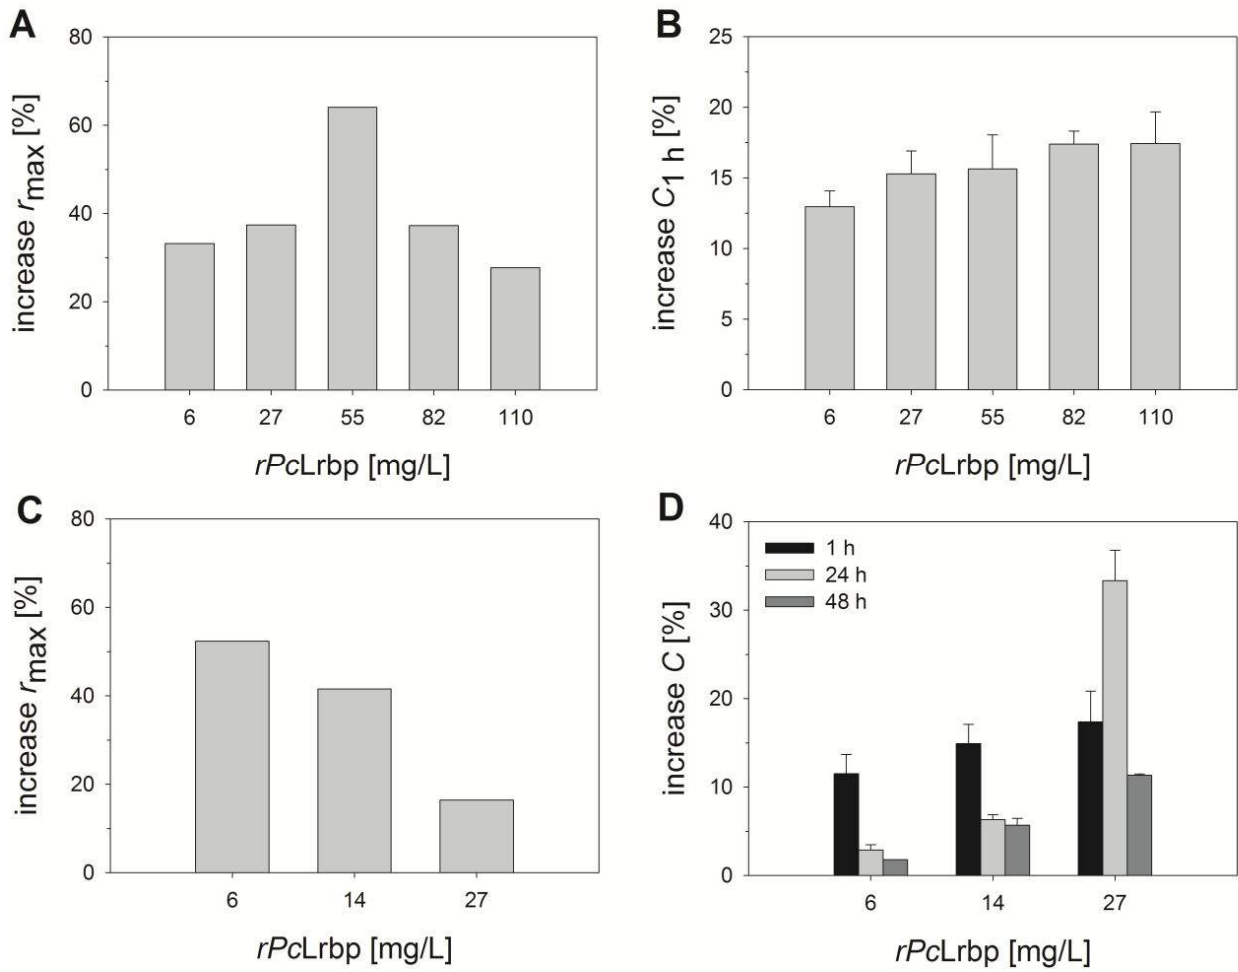 A
80
60
40
20
0
increase rmax [%]
6 27 55 82 110
rPcLrbp [mg/L]
B
25
20
15
10
5
0
increase C1 h [%]
6 27 55 82 110
rPcLrbp [mg/L]
C
80
60
40
20
0
increase rmax [%]
6 14 27
rPcLrbp [mg/L]
D
40
30
20
10
0
increase C [%]
1 h
24 h
48 h
6 14 27
rPcLrbp [mg/L]